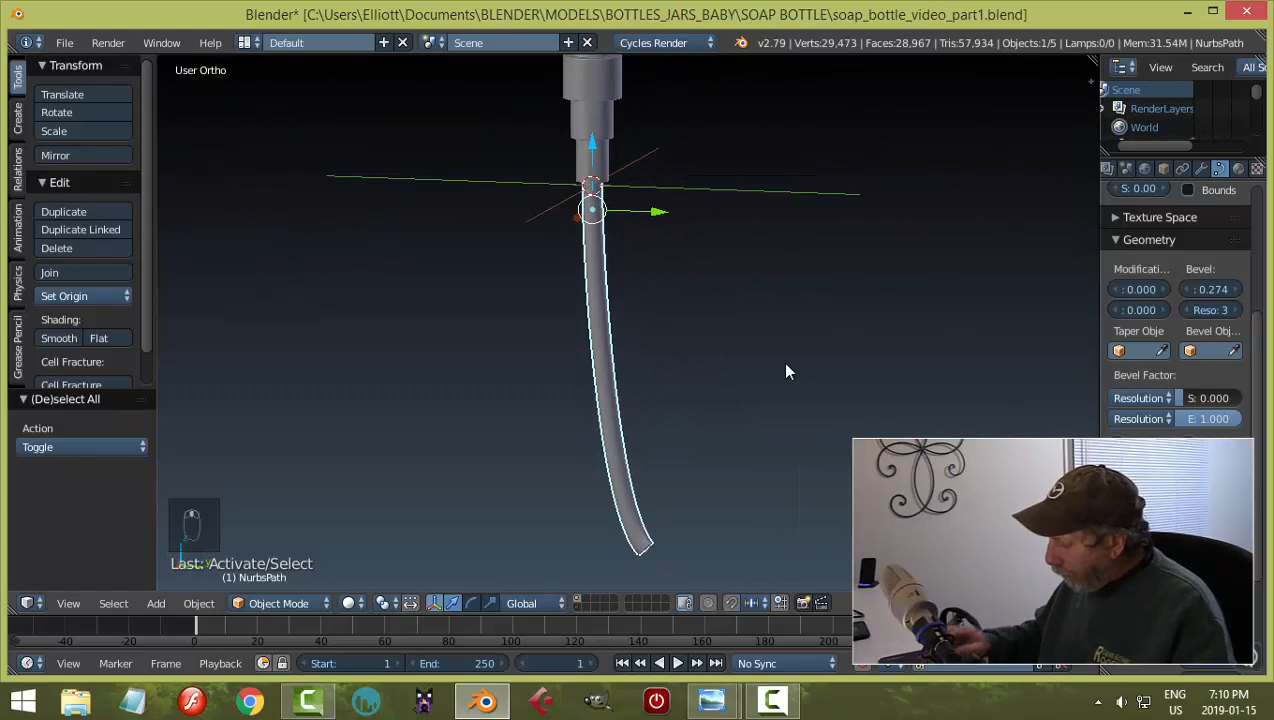 Blender* [C:\Users\Elliott\Documents\BLENDER\MODELS\BOTTLES_JARS_BABY\SOAP BOTTLE\soap_bottle_video_part1.blend]
File Render Window Help Default Scene Cycles Render v2.79 | Verts:29,473 | Faces:28,967 | Tris:57,934 | Objects:1/5 | Lamps:0/0 | Mem:31.54M | NurbsPath
Tools
Create
Relations
Animation
Physics
Grease Pencil
Transform
Translate
Rotate
Scale
Mirror
Edit
Duplicate
Duplicate Linked
Delete
Join
Set Origin
Shading:
Smooth Flat
Cell Fracture:
Cell Fracture
(De)select All
Action
Toggle
User Ortho
Last: Activate/Select
(1) NurbsPath
View Search All Sc
Scene
RenderLayers
World
S: 0.00 Bounds
Texture Space
Geometry
Modificati... Bevel:
: 0.000 : 0.274
: 0.000 Reso: 3
Taper Obje Bevel Obj...
Bevel Factor:
Resolution S: 0.000
Resolution E: 1.000
View Select Add Object Object Mode Global
-40 -20 0 20 40 60 80 100 120 140 160 180 200
View Marker Frame Playback Start: 1 End: 250 1 No Sync
ENG
US
7:10 PM
2019-01-15